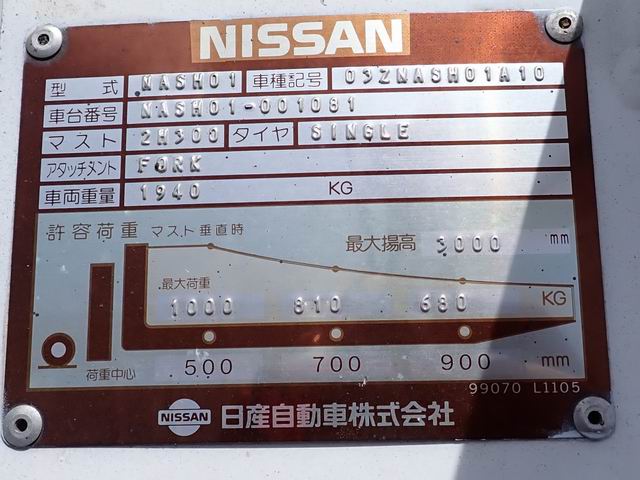 NISSAN
型式 NASH01 車種記号 03ZNASH01A10
車台番号 NASH01-001081
マスト 2M300 タイヤ SINGLE
アタッチメント FORK
車両重量 1940 KG
許容荷重 マスト垂直時 最大揚高 3000 mm
最大荷重
1000 810 680 KG
荷重中心 500 700 900 mm
99070 L1105
NISSAN 日産自動車株式会社